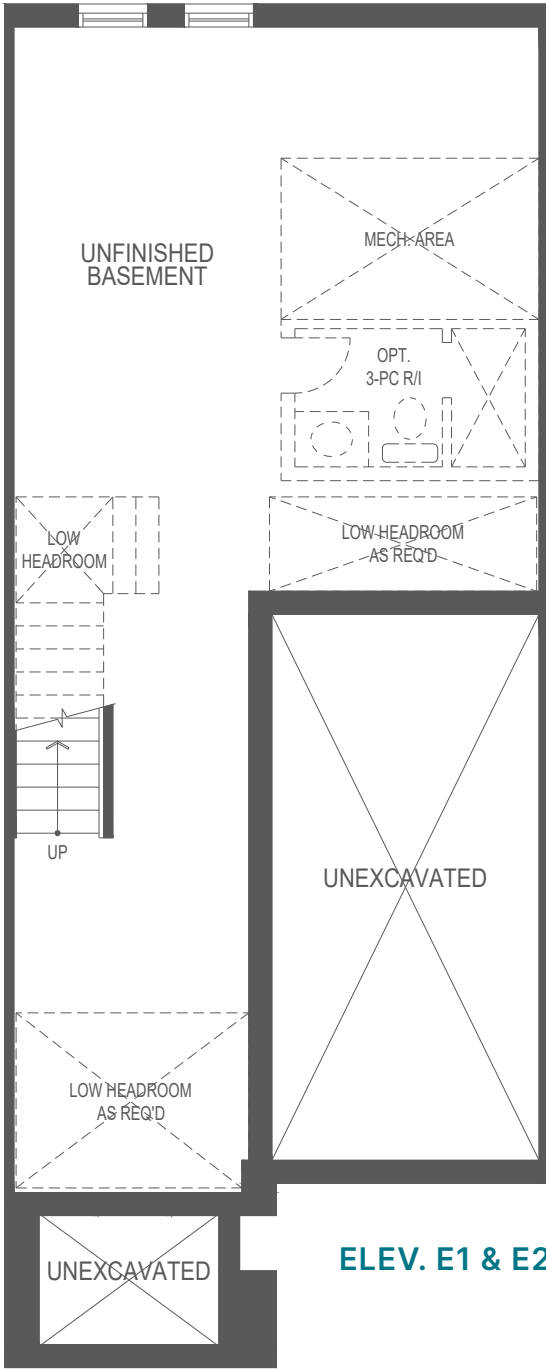 MECH. AREA
UNFINISHED
BASEMENT
OPT.
3-PC R/I
LOW
HEADROOM
LOW HEADROOM
AS REQ'D
UP
UNEXCAVATED
LOW HEADROOM
AS REQ'D
UNEXCAVATED
ELEV. E1 & E2